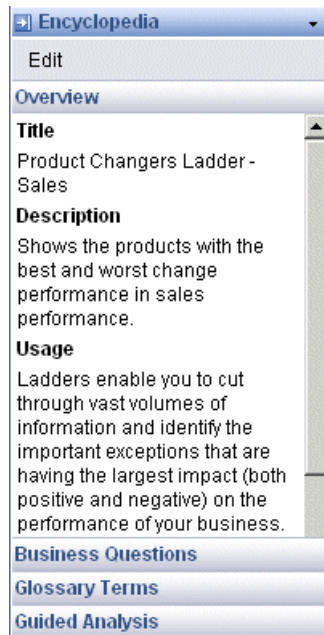 Encyclopedia
Edit
Overview
Title
Product Changers Ladder -
Sales
Description
Shows the products with the
best and worst change
performance in sales
performance.
Usage
Ladders enable you to cut
through vast volumes of
information and identify the
important exceptions that are
having the largest impact (both
positive and negative) on the
performance of your business.
Business Questions
Glossary Terms
Guided Analysis